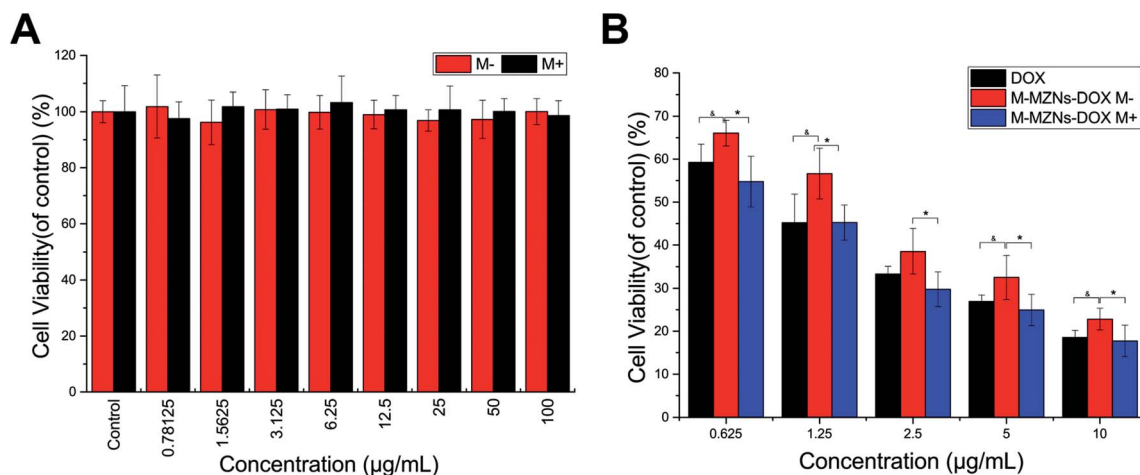 A
Cell Viability(of control) (%)
120
100
80
60
40
20
0
M- M+
Control 0.78125 1.5625 3.125 6.25 12.5 25 50 100
Concentration (µg/mL)
B
Cell Viability(of control) (%)
80
70
60
50
40
30
20
10
0
DOX
M-MZNs-DOX M-
M-MZNs-DOX M+
& *
& *
*
& *
& *
0.625 1.25 2.5 5 10
Concentration (µg/mL)